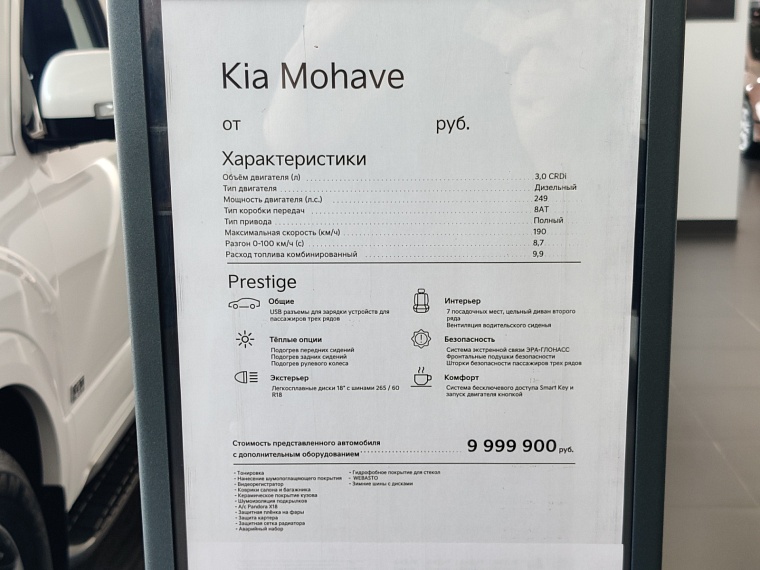 Kia Mohave
от руб.
Характеристики
Объём двигателя (л) 3,0 CRDi
Тип двигателя Дизельный
Мощность двигателя (л.с.) 249
Тип коробки передач 8AT
Тип привода Полный
Максимальная скорость (км/ч) 190
Разгон 0-100 км/ч (с) 8,7
Расход топлива комбинированный 9,9
Prestige
Общие
USB разъемы для зарядки устройств для
пассажиров трех рядов
Интерьер
7 посадочных мест, цельный диван второго
ряда
Вентиляция водительского сиденья
Тёплые опции
Подогрев передних сидений
Подогрев задних сидений
Подогрев рулевого колеса
Безопасность
Система экстренной связи ЭРА-ГЛОНАСС
Фронтальные подушки безопасности
Шторки безопасности пассажиров трех рядов
Экстерьер
Легкосплавные диски 18" с шинами 265 / 60
R18
Комфорт
Система бесключевого доступа Smart Key и
запуск двигателя кнопкой
Стоимость представленного автомобиля
с дополнительным оборудованием 9 999 900 руб.
- Тонировка
- Нанесение шумопоглощающего покрытия
- Видеорегистратор
- Коврики салона и багажника
- Керамическое покрытие кузова
- Шумоизоляция подкрылков
- А/с Pandora X18
- Защитная плёнка на фары
- Защита картера
- Защитная сетка радиатора
- Аварийный набор
- Гидрофобное покрытие для стекол
- WEBASTO
- Зимние шины с дисками